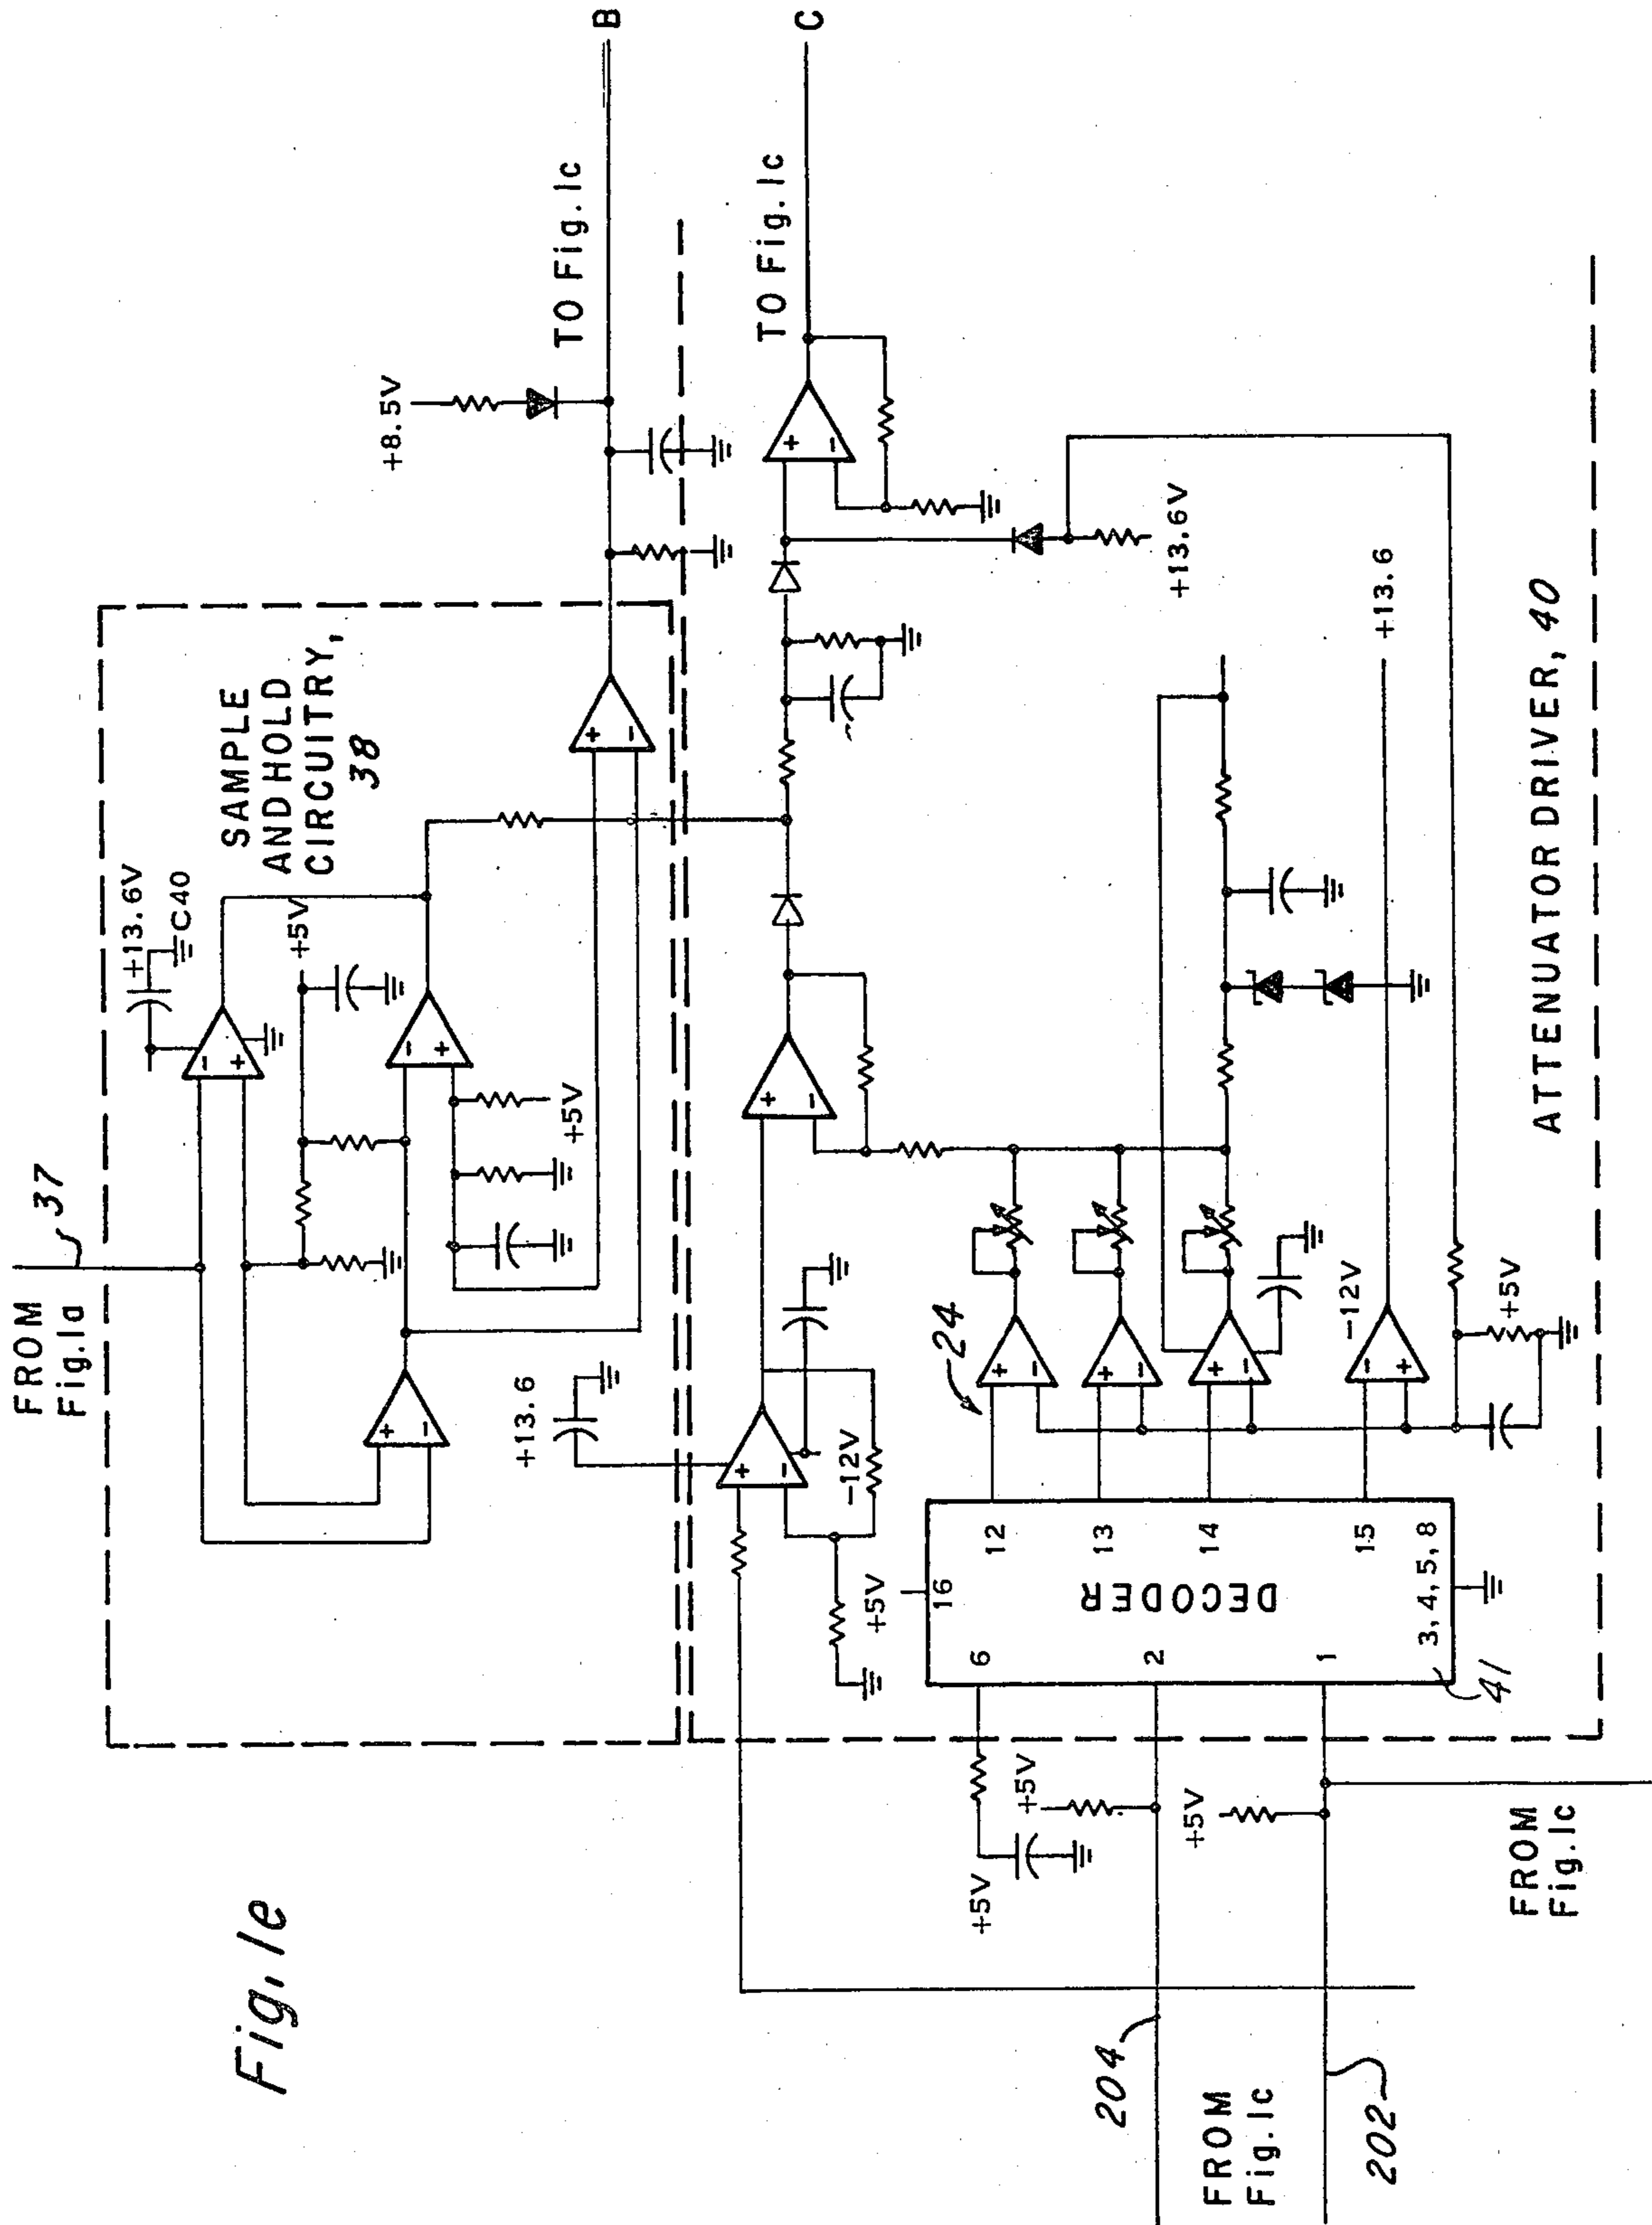 Fig. 1e
FROM
Fig.1a
37
+13.6V
C40
SAMPLE
AND HOLD
CIRCUITRY,
38
+5V
+5V
+8.5V
TO Fig.1c
B
TO Fig.1c
C
+13.6
-12V
+13.6V
+13.6
24
-12V
+5V
+5V
16
DECODER
6
2
1
12
13
14
15
3,4,5,8
41
+5V
+5V
+5V
204
202
FROM
Fig.1c
FROM
Fig.1c
ATTENUATOR DRIVER, 40